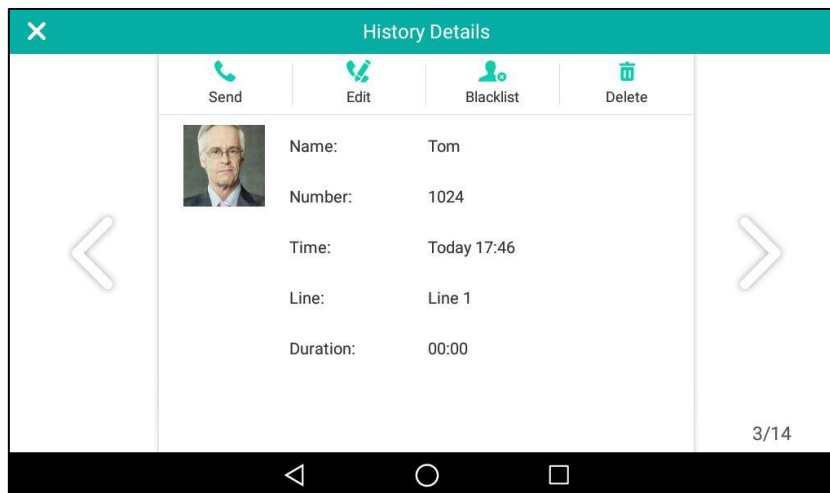 History Details
Send Edit Blacklist Delete
Name: Tom
Number: 1024
Time: Today 17:46
Line: Line 1
Duration: 00:00
3/14